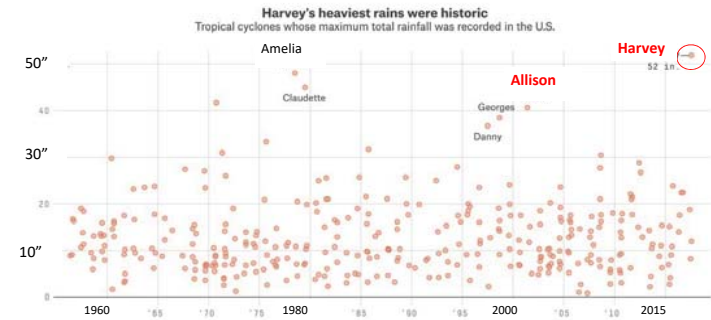 Harvey's heaviest rains were historic
Tropical cyclones whose maximum total rainfall was recorded in the U.S.
Amelia
Harvey
50"
52 in.
Allison
Claudette
40
Georges
Danny
30"
20
10"
0
1960 '65 '70 '75 1980 '85 '90 '95 2000 '05 '10 2015